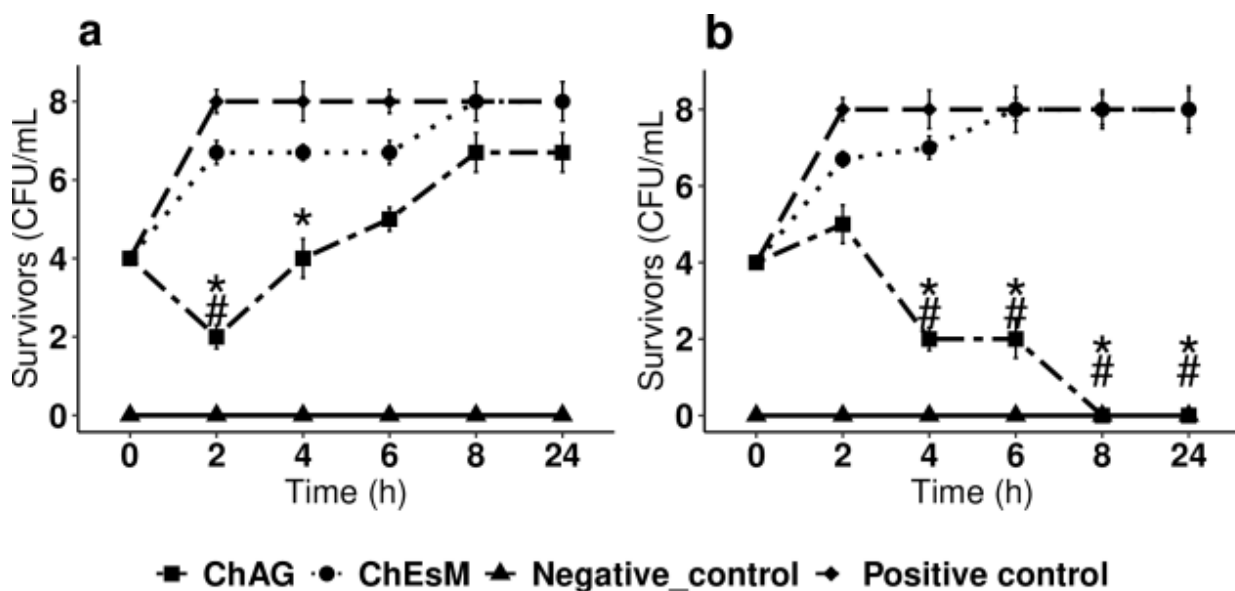 a
b
Survivors (CFU/mL
8
6
4
2
0
*
#
*
0 2 4 6 8 24
Time (h)
Survivors (CFU/mL
8
6
4
2
0
*
#
*
#
*
#
*
#
0 2 4 6 8 24
Time (h)
ChAG ChEsM Negative_control Positive control